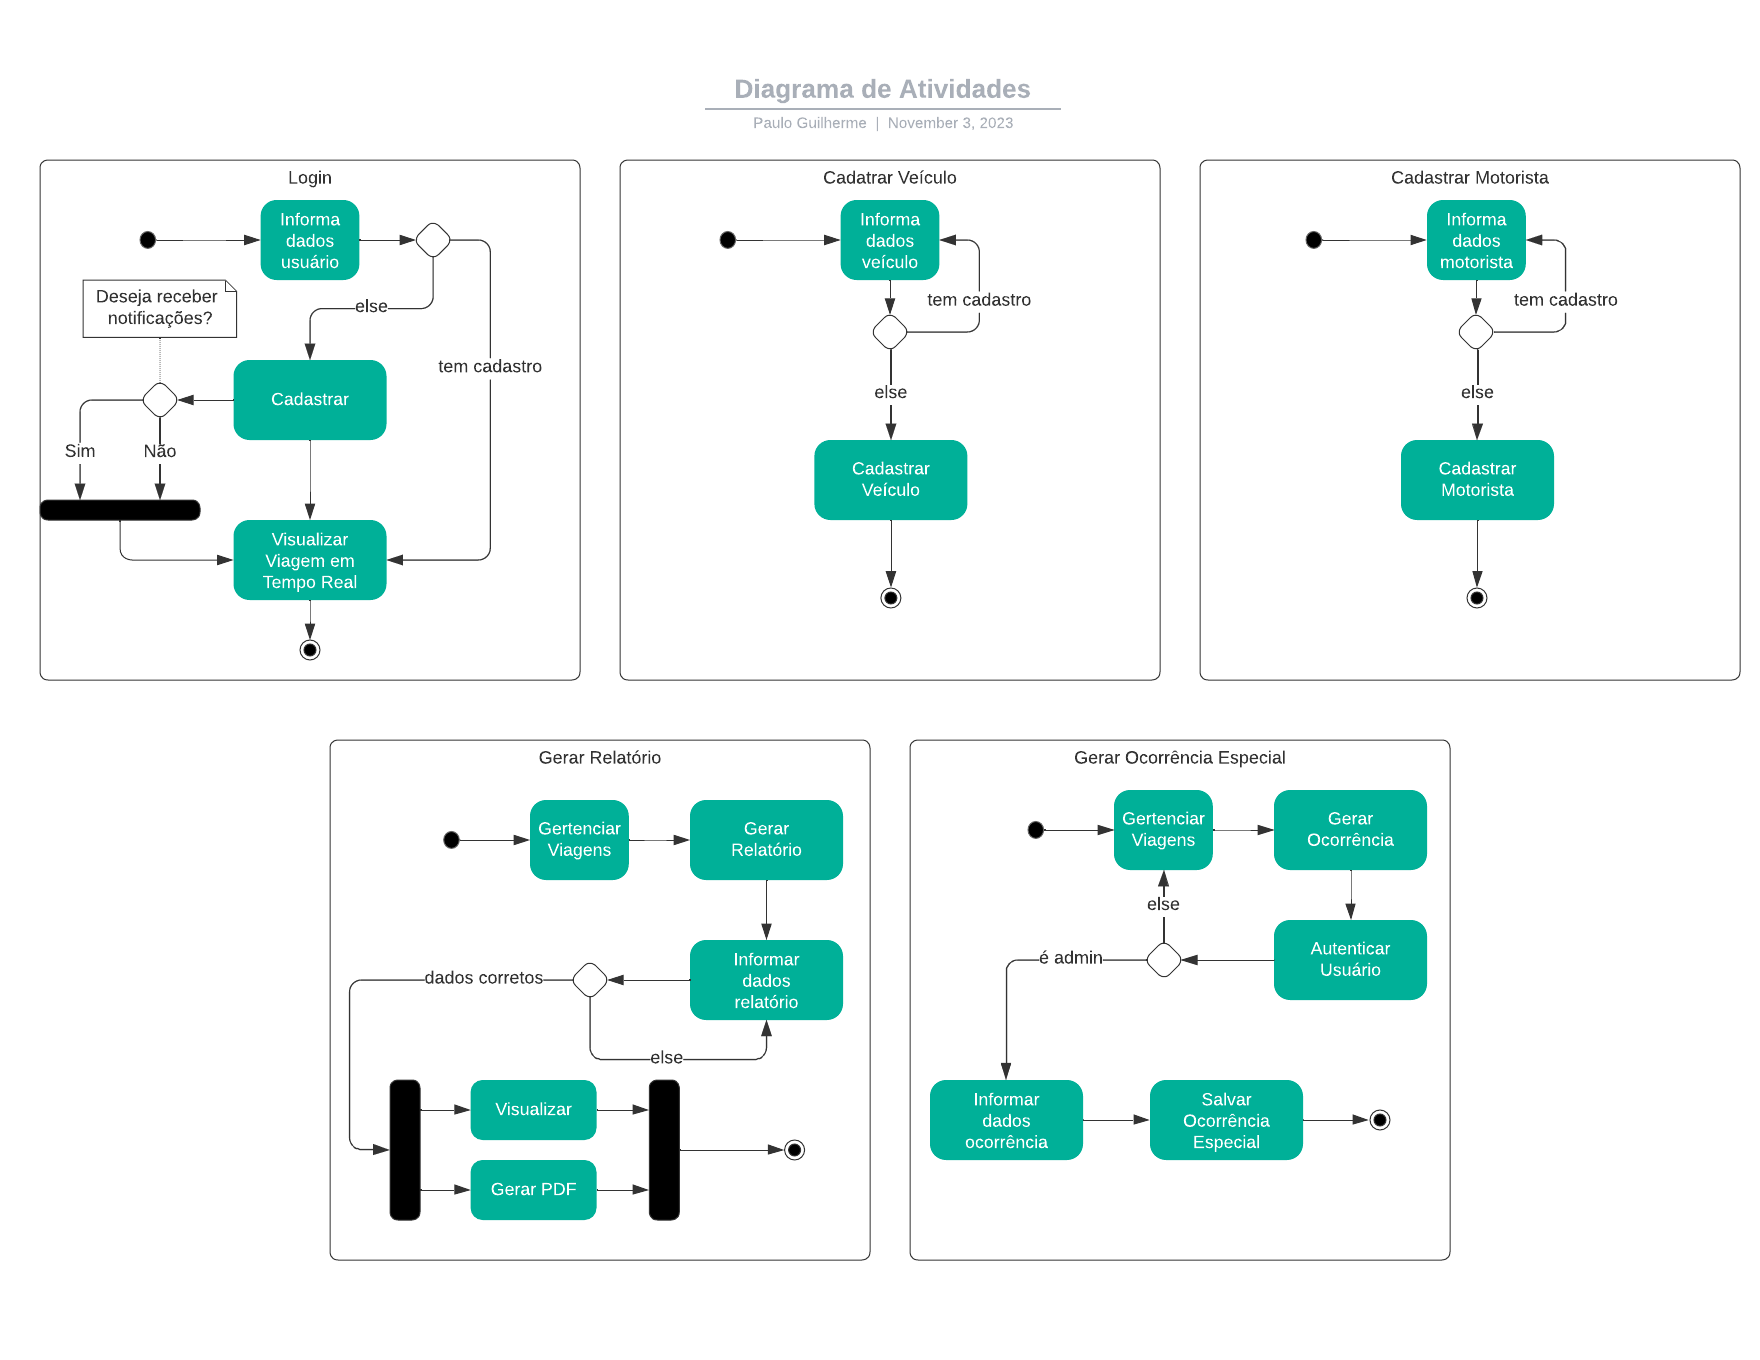 Diagrama de Atividades
Paulo Guilherme | November 3, 2023
Login
Informa
dados
usuário
Deseja receber
notificações?
else
tem cadastro
Cadastrar
Sim
Não
Visualizar
Viagem em
Tempo Real
Cadatrar Veículo
Informa
dados
veículo
tem cadastro
else
Cadastrar
Veículo
Cadastrar Motorista
Informa
dados
motorista
tem cadastro
else
Cadastrar
Motorista
Gerar Relatório
Gertenciar
Viagens
Gerar
Relatório
Informar
dados
relatório
dados corretos
else
Visualizar
Gerar PDF
Gerar Ocorrência Especial
Gertenciar
Viagens
Gerar
Ocorrência
else
é admin
Autenticar
Usuário
Informar
dados
ocorrência
Salvar
Ocorrência
Especial